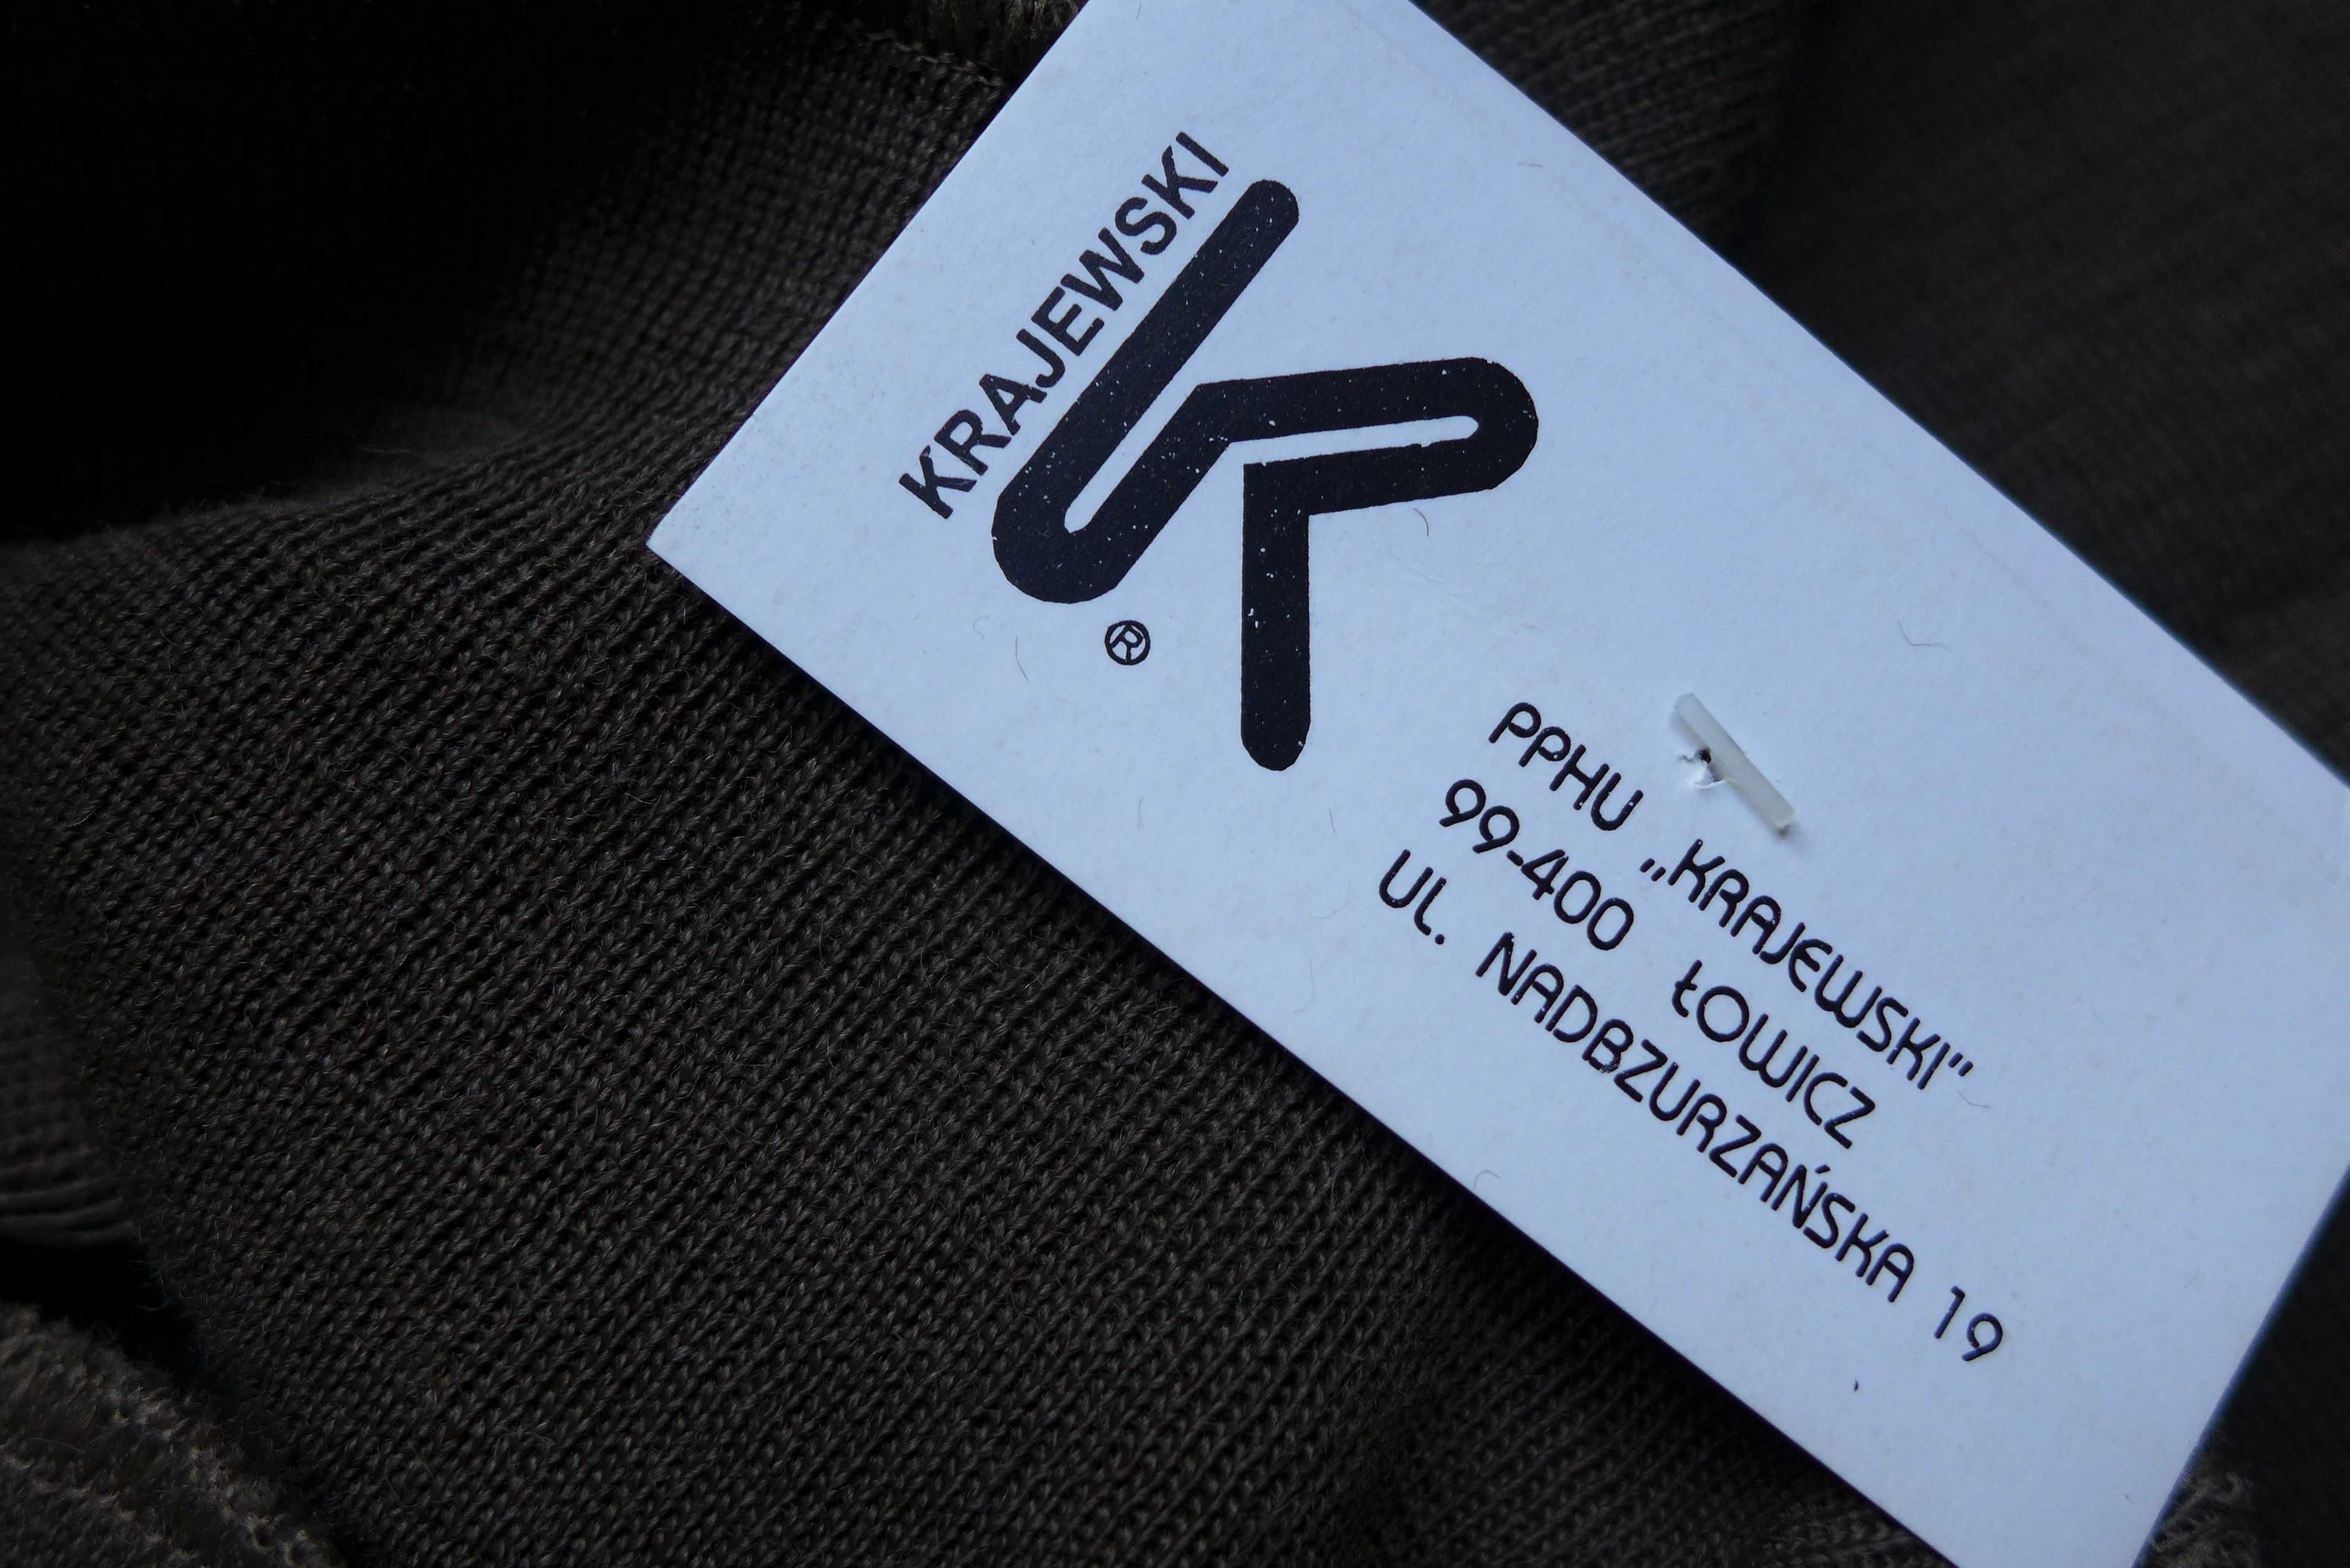 KRAJEWSKI
K
®
PPHU „KRAJEWSKI"
99-400 ŁOWICZ
UL. NADBZURZAŃSKA 19